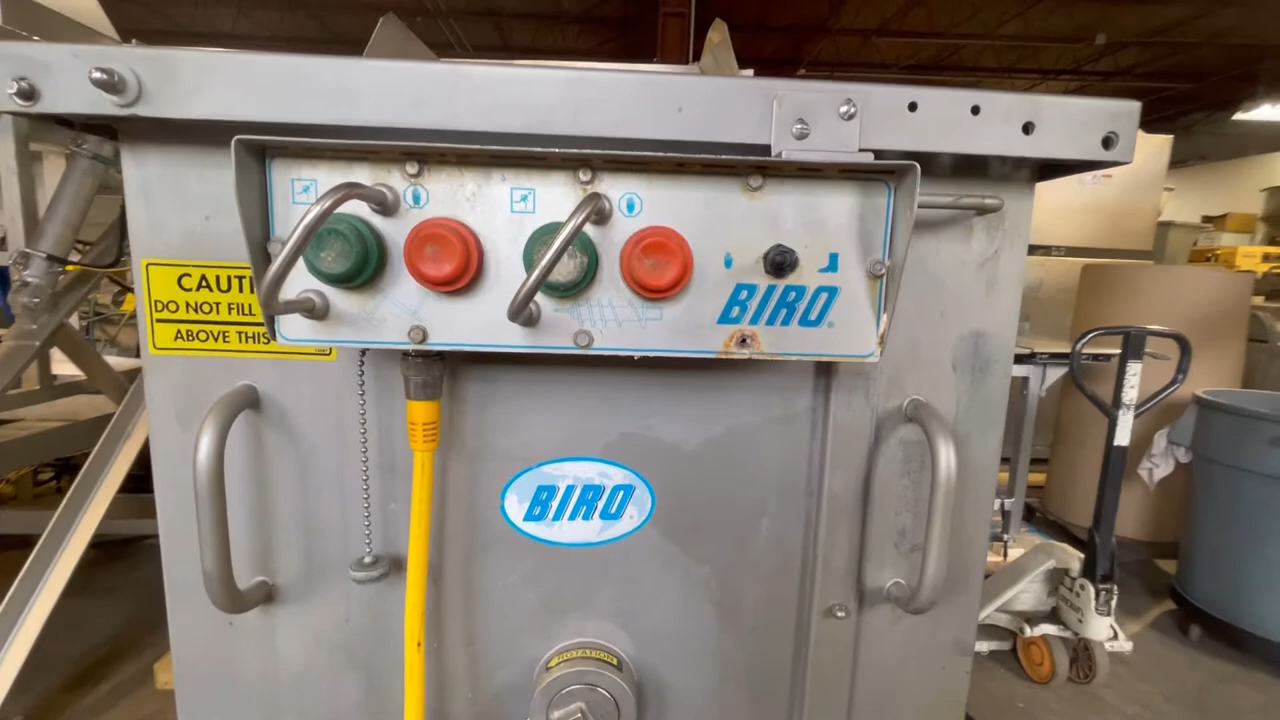 CAUTI
DO NOT FILL
ABOVE THIS
BIRO
BIRO
ROTATION